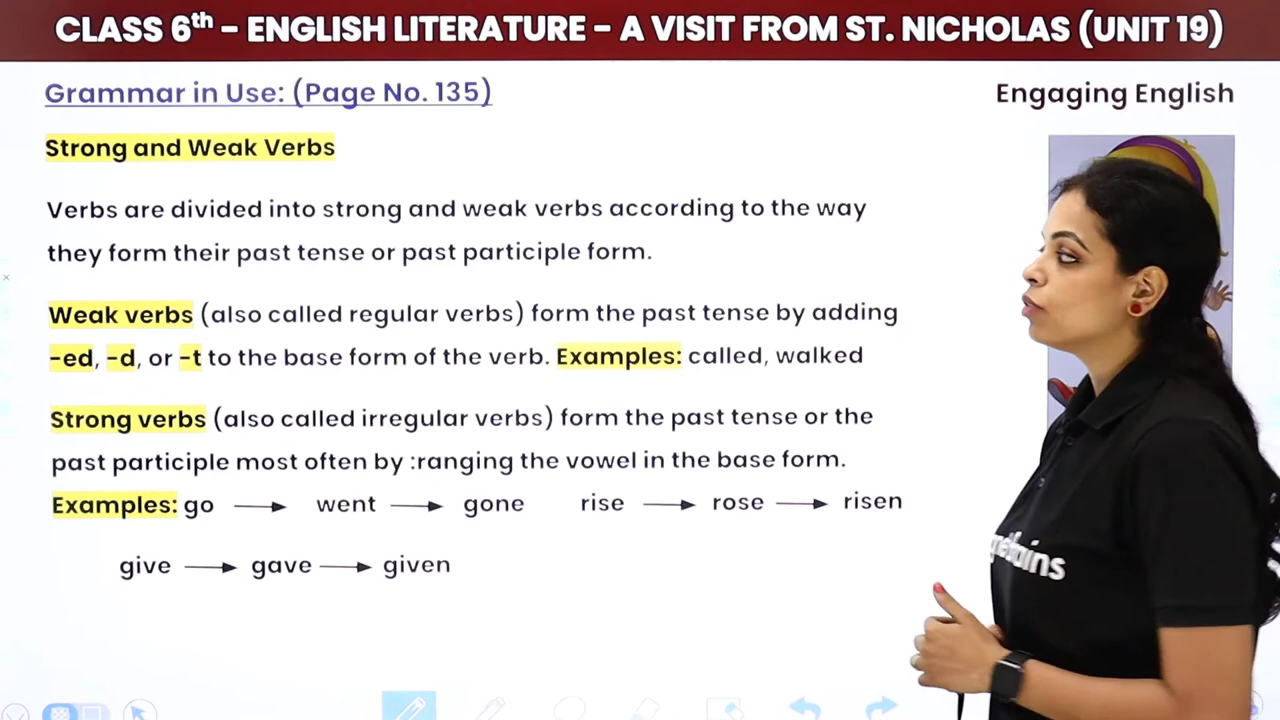 CLASS 6th – ENGLISH LITERATURE – A VISIT FROM ST. NICHOLAS (UNIT 19)
Grammar in Use: (Page No. 135)
Engaging English
Strong and Weak Verbs
Verbs are divided into strong and weak verbs according to the way
they form their past tense or past participle form.
Weak verbs (also called regular verbs) form the past tense by adding
-ed, -d, or -t to the base form of the verb. Examples: called, walked
Strong verbs (also called irregular verbs) form the past tense or the
past participle most often by :ranging the vowel in the base form.
Examples: go → went → gone rise → rose → risen
give → gave → given